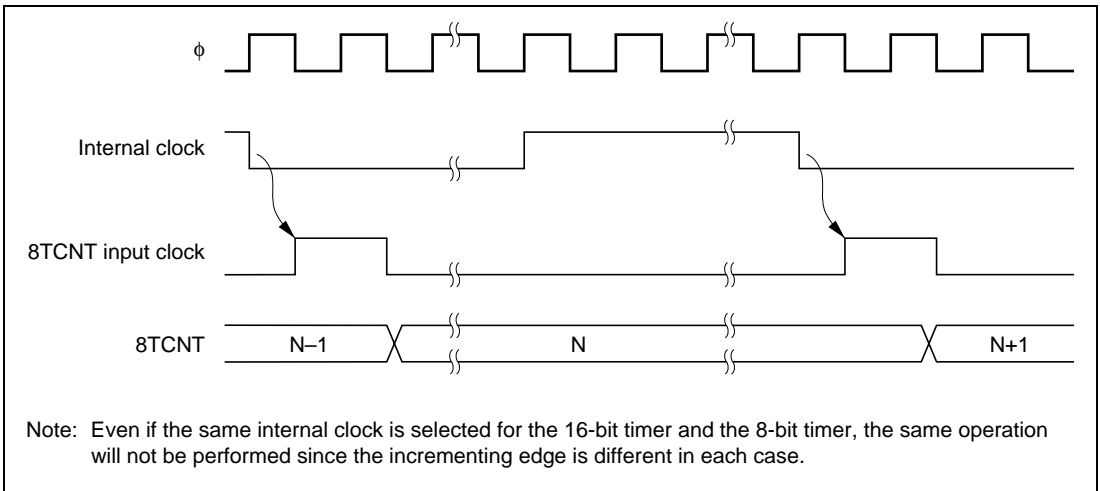 ϕ
Internal clock
8TCNT input clock
8TCNT
N–1
N
N+1
Note: Even if the same internal clock is selected for the 16-bit timer and the 8-bit timer, the same operation
will not be performed since the incrementing edge is different in each case.